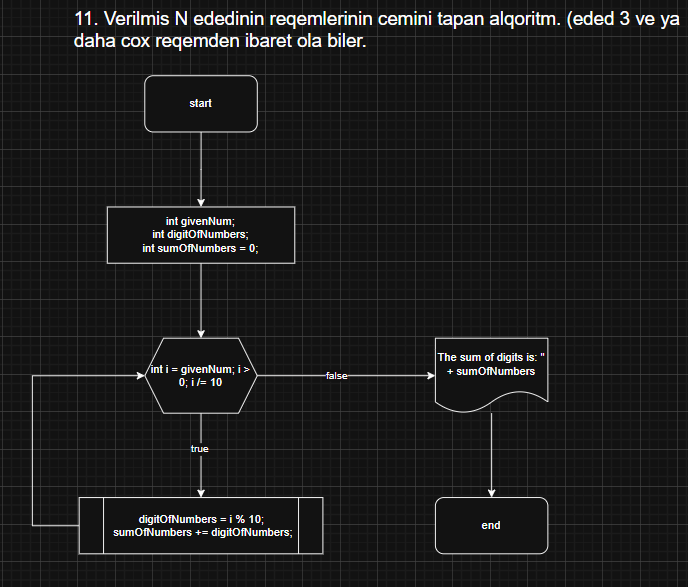 11. Verilmis N ededinin reqemlerinin cemini tapan alqoritm. (eded 3 ve ya
daha cox reqemden ibaret ola biler.
start
int givenNum;
int digitOfNumbers;
int sumOfNumbers = 0;
int i = givenNum; i >
0; i /= 10
false
The sum of digits is: "
+ sumOfNumbers
true
digitOfNumbers = i % 10;
sumOfNumbers += digitOfNumbers;
end